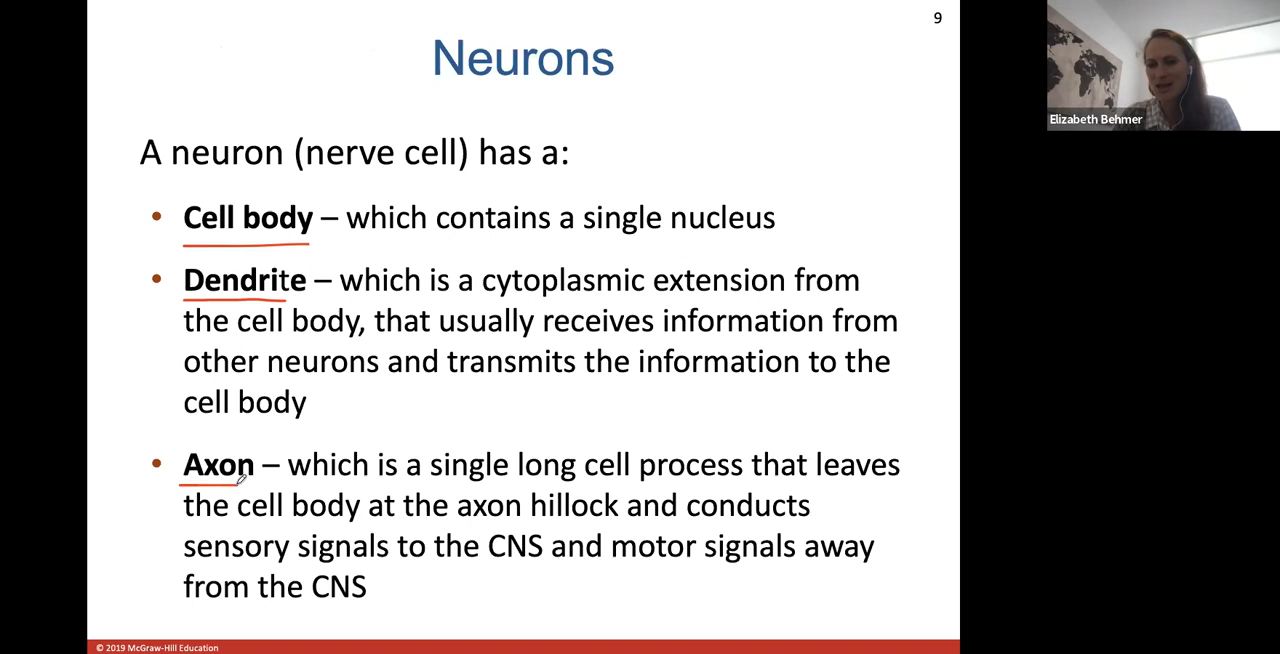 9
Neurons
Elizabeth Behmer
A neuron (nerve cell) has a:
• Cell body – which contains a single nucleus
• Dendrite – which is a cytoplasmic extension from
the cell body, that usually receives information from
other neurons and transmits the information to the
cell body
• Axon – which is a single long cell process that leaves
the cell body at the axon hillock and conducts
sensory signals to the CNS and motor signals away
from the CNS
© 2019 McGraw-Hill Education